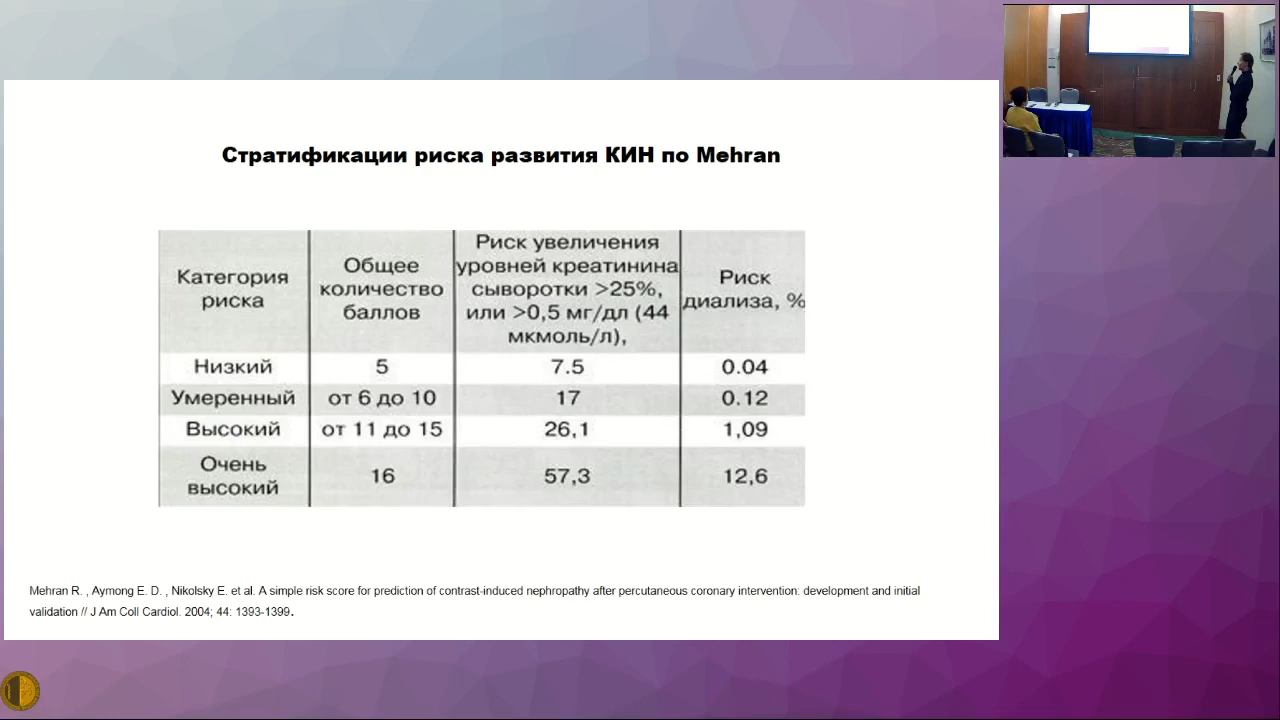 Стратификации риска развития КИН по Mehran
Категория риска
Общее количество баллов
Риск увеличения уровней креатинина сыворотки >25%, или >0,5 мг/дл (44 мкмоль/л),
Риск диализа, %
Низкий 5 7.5 0.04
Умеренный от 6 до 10 17 0.12
Высокий от 11 до 15 26,1 1,09
Очень высокий 16 57,3 12,6
Mehran R. , Aymong E. D. , Nikolsky E. et al. A simple risk score for prediction of contrast-induced nephropathy after percutaneous coronary intervention: development and initial
validation // J Am Coll Cardiol. 2004; 44: 1393-1399.